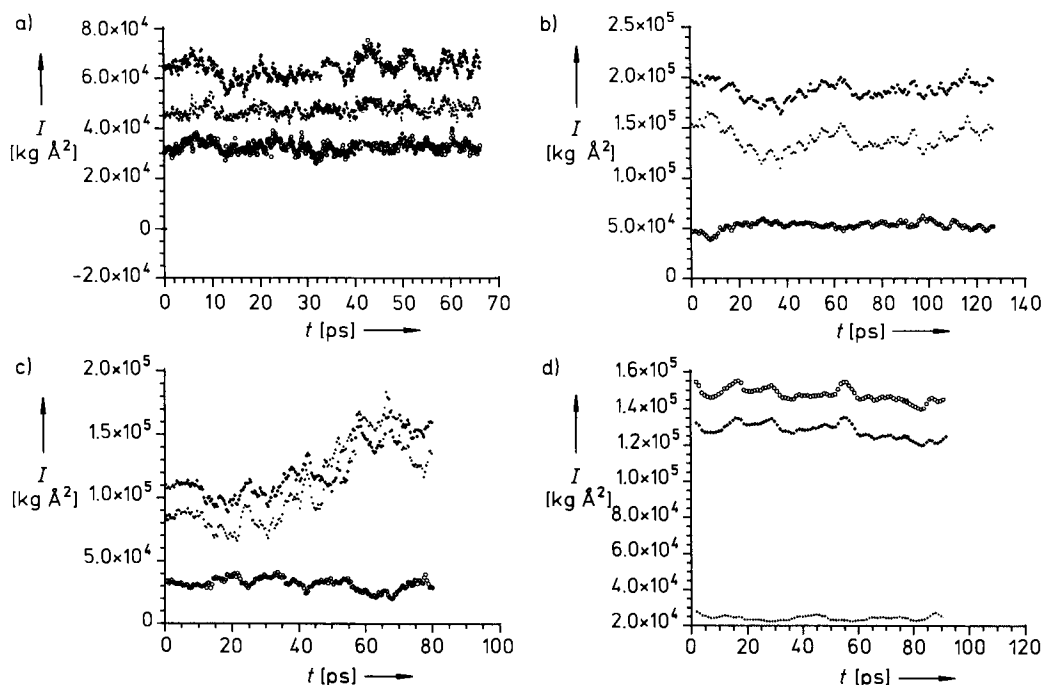 a)
8.0×10⁴
6.0×10⁴
I
4.0×10⁴
[kg Å²]
2.0×10⁴
0
-2.0×10⁴
0 10 20 30 40 50 60 70
t [ps]
b)
2.5×10⁵
2.0×10⁵
I
1.5×10⁵
[kg Å²]
1.0×10⁵
5.0×10⁴
0
0 20 40 60 80 100 120 140
t [ps]
c)
2.0×10⁵
I
1.5×10⁵
[kg Å²]
1.0×10⁵
5.0×10⁴
0
0 20 40 60 80 100
t [ps]
d)
1.6×10⁵
1.4×10⁵
I
1.2×10⁵
[kg Å²]
1.0×10⁵
8.0×10⁴
6.0×10⁴
4.0×10⁴
2.0×10⁴
0 20 40 60 80 100 120
t [ps]